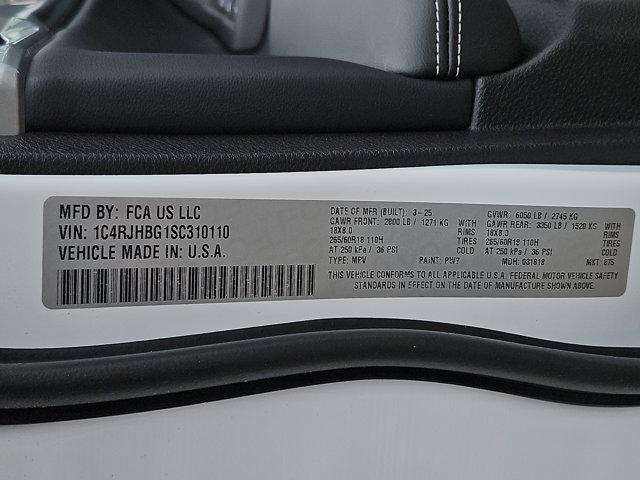 MFD BY: FCA US LLC
VIN: 1C4RJHBG1SC310110
VEHICLE MADE IN: U.S.A.
DATE OF MFR (BUILT): 3-25 GVWR: 6050 LB / 2745 KG
GAWR FRONT: 2800 LB / 1271 KG GAWR REAR: 3350 LB / 1520 KG
18X8.0 18X8.0
265/60R18 110H TIRES 265/60R18 110H TIRES
AT 250 kPa / 36 PSI COLD AT 250 kPa / 36 PSI COLD
TYPE: MPV PAINT: PW7 MDH: 031818 MKT: 875
THIS VEHICLE CONFORMS TO ALL APPLICABLE U.S.A. FEDERAL MOTOR VEHICLE SAFETY
STANDARDS IN EFFECT ON THE DATE OF MANUFACTURE SHOWN ABOVE.